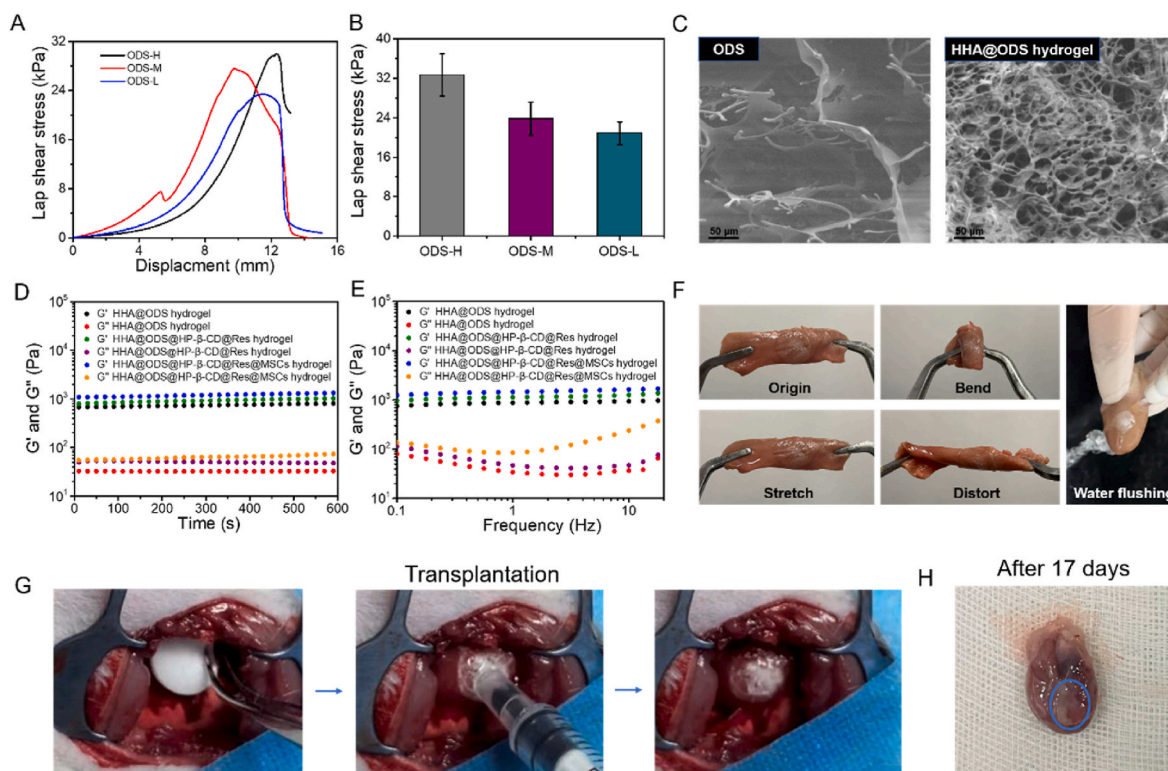 A
Lap shear stress (kPa)
32
24
16
8
0
ODS-H
ODS-M
ODS-L
0 4 8 12 16
Displacment (mm)
B
Lap shear stress (kPa)
40
32
24
16
8
0
ODS-H ODS-M ODS-L
C
ODS
50 μm
HHA@ODS hydrogel
50 μm
D
G' and G'' (Pa)
10⁵
10⁴
10³
10²
10¹
G' HHA@ODS hydrogel
G'' HHA@ODS hydrogel
G' HHA@ODS@HP-β-CD@Res hydrogel
G'' HHA@ODS@HP-β-CD@Res hydrogel
G' HHA@ODS@HP-β-CD@Res@MSCs hydrogel
G'' HHA@ODS@HP-β-CD@Res@MSCs hydrogel
0 100 200 300 400 500 600
Time (s)
E
G' and G'' (Pa)
10⁵
10⁴
10³
10²
10¹
G' HHA@ODS hydrogel
G'' HHA@ODS hydrogel
G' HHA@ODS@HP-β-CD@Res hydrogel
G'' HHA@ODS@HP-β-CD@Res hydrogel
G' HHA@ODS@HP-β-CD@Res@MSCs hydrogel
G'' HHA@ODS@HP-β-CD@Res@MSCs hydrogel
0.1 1 10
Frequency (Hz)
F
Origin
Bend
Stretch
Distort
Water flushing
G
Transplantation
H
After 17 days